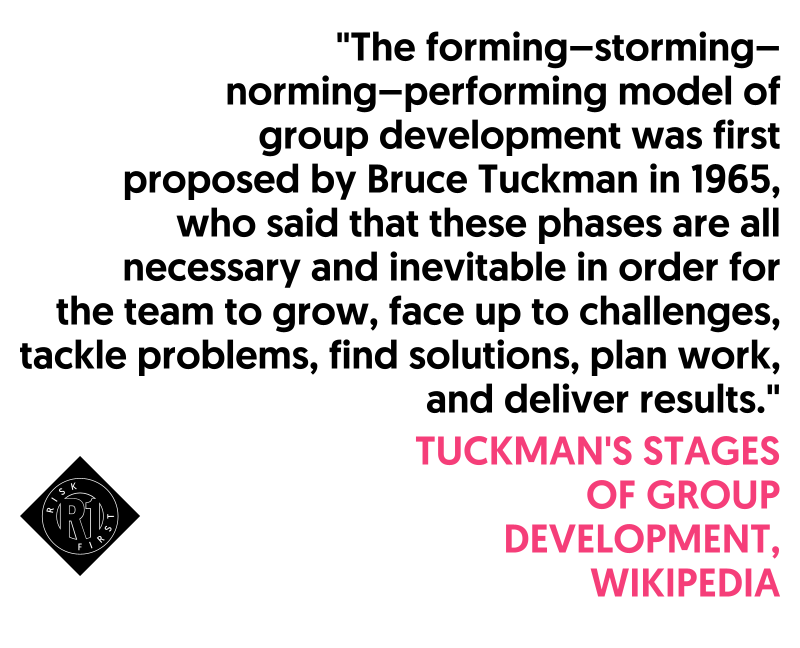 "The forming–storming–
norming–performing model of
group development was first
proposed by Bruce Tuckman in 1965,
who said that these phases are all
necessary and inevitable in order for
the team to grow, face up to challenges,
tackle problems, find solutions, plan work,
and deliver results."
TUCKMAN'S STAGES
OF GROUP
DEVELOPMENT,
WIKIPEDIA
RISK
R1
FIRST